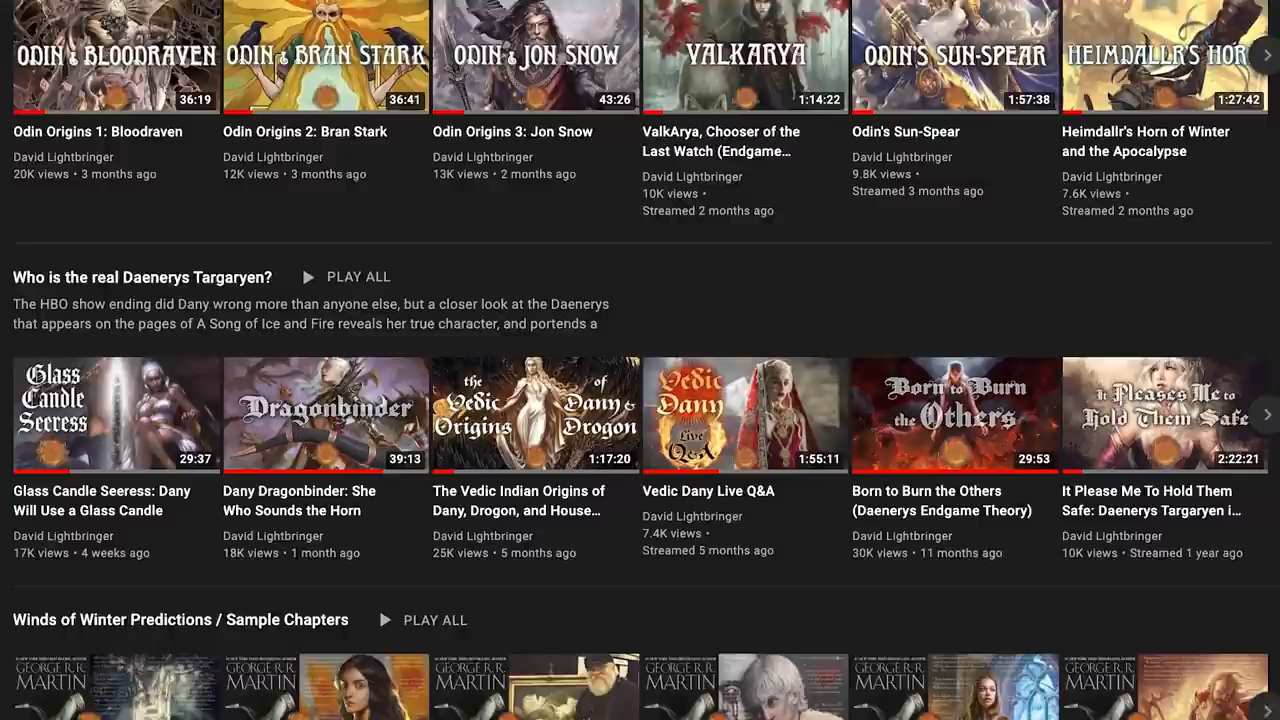 ODIN & BLOODRAVEN
36:19
ODIN & BRAN STARK
36:41
ODIN & JON SNOW
43:26
VALKARYA
1:14:22
ODIN'S SUN-SPEAR
1:57:38
HEIMDALLR'S HOR
1:27:42
Odin Origins 1: Bloodraven
David Lightbringer
20K views • 3 months ago
Odin Origins 2: Bran Stark
David Lightbringer
12K views • 3 months ago
Odin Origins 3: Jon Snow
David Lightbringer
13K views • 2 months ago
ValkArya, Chooser of the
Last Watch (Endgame...
David Lightbringer
10K views •
Streamed 2 months ago
Odin's Sun-Spear
David Lightbringer
9.8K views •
Streamed 3 months ago
Heimdallr's Horn of Winter
and the Apocalypse
David Lightbringer
7.6K views •
Streamed 2 months ago
Who is the real Daenerys Targaryen? PLAY ALL
The HBO show ending did Dany wrong more than anyone else, but a closer look at the Daenerys
that appears on the pages of A Song of Ice and Fire reveals her true character, and portends a
Glass
Candle
Seeress
29:37
Dragonbinder
39:13
the of
Vedic Dany &
Origins Drogon
1:17:20
Vedic
Dany
Live
Q&A
1:55:11
Born to Burn
the Others
29:53
It Pleases Me to
Hold Them Safe
2:22:21
Glass Candle Seeress: Dany
Will Use a Glass Candle
David Lightbringer
17K views • 4 weeks ago
Dany Dragonbinder: She
Who Sounds the Horn
David Lightbringer
18K views • 1 month ago
The Vedic Indian Origins of
Dany, Drogon, and House...
David Lightbringer
25K views • 5 months ago
Vedic Dany Live Q&A
David Lightbringer
7.4K views •
Streamed 5 months ago
Born to Burn the Others
(Daenerys Endgame Theory)
David Lightbringer
30K views • 11 months ago
It Please Me To Hold Them
Safe: Daenerys Targaryen i...
David Lightbringer
10K views • Streamed 1 year ago
Winds of Winter Predictions / Sample Chapters PLAY ALL
GEORGE R.R.
MARTIN
GEORGE R.R.
MARTIN
GEORGE R.R.
MARTIN
GEORGE R.R.
MARTIN
GEORGE R.R.
MARTIN
GEORGE R.R.
MARTIN